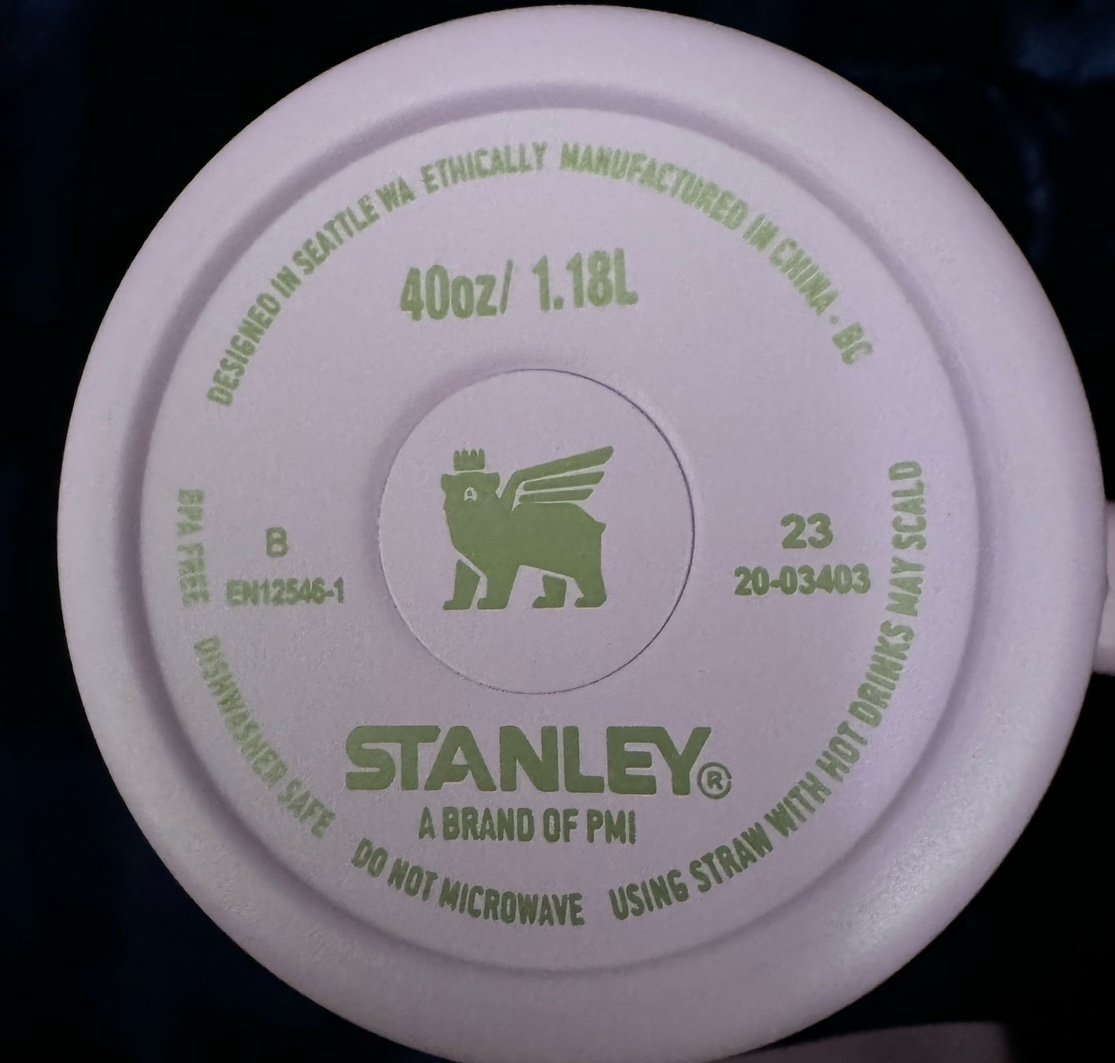 DESIGNED IN SEATTLE WA ETHICALLY MANUFACTURED IN CHINA - BC
40oz/ 1.18L
B
EN12546-1
23
20-03403
STANLEY®
A BRAND OF PMI
BPA FREE DISHWASHER SAFE DO NOT MICROWAVE USING STRAW WITH HOT DRINKS MAY SCALD